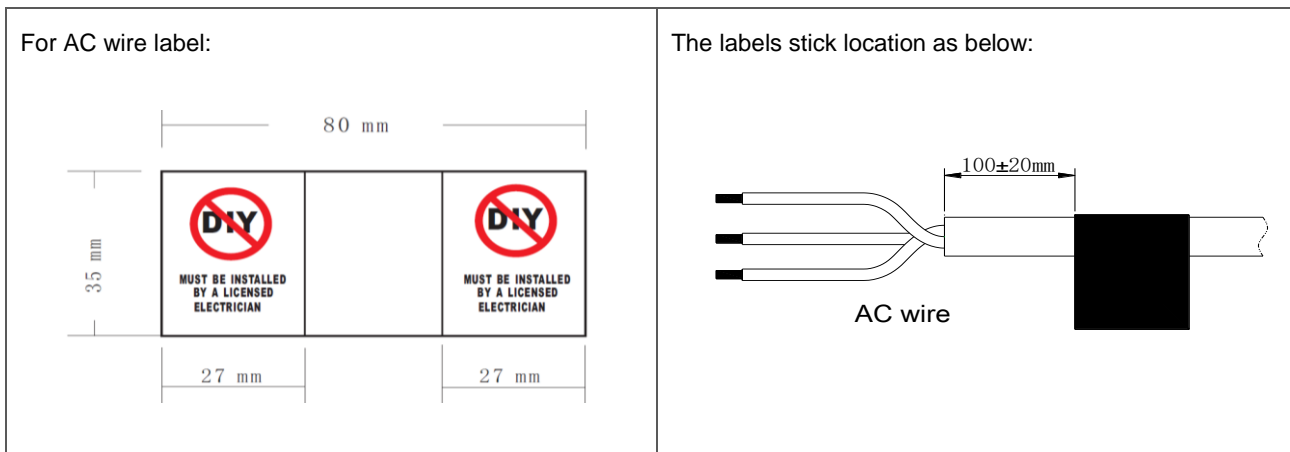 For AC wire label:
80 mm
35 mm
DIY
MUST BE INSTALLED
BY A LICENSED
ELECTRICIAN
DIY
MUST BE INSTALLED
BY A LICENSED
ELECTRICIAN
27 mm
27 mm
The labels stick location as below:
100±20mm
AC wire